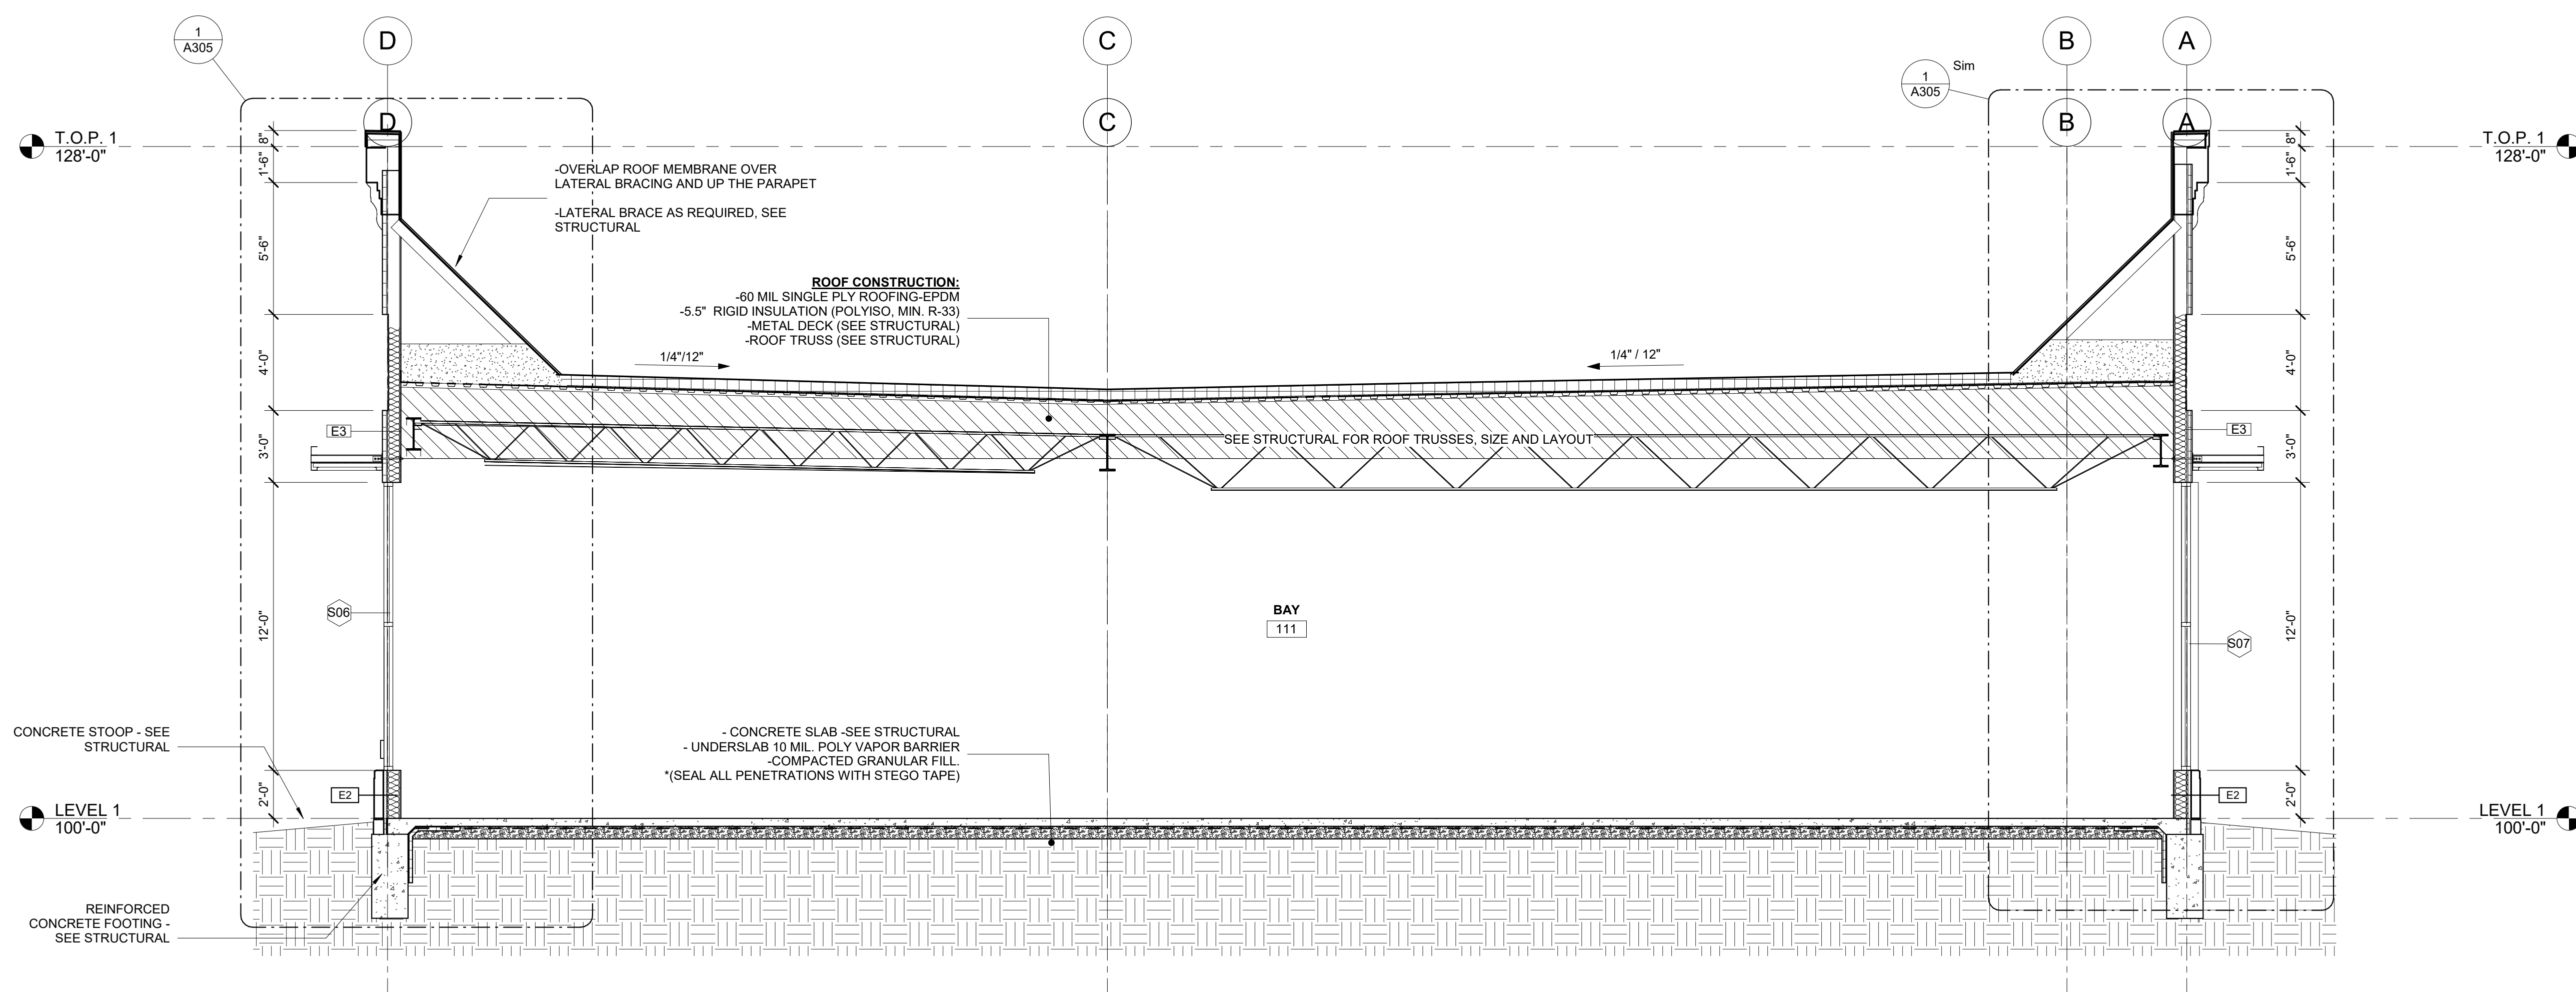 1
A305
D
C
B
A
1
A305
Sim
D
C
B
A
T.O.P. 1
128'-0"
T.O.P. 1
128'-0"
8"
1'-6"
5'-6"
4'-0"
3'-0"
12'-0"
2'-0"
-OVERLAP ROOF MEMBRANE OVER
LATERAL BRACING AND UP THE PARAPET
-LATERAL BRACE AS REQUIRED, SEE
STRUCTURAL
ROOF CONSTRUCTION:
-60 MIL SINGLE PLY ROOFING-EPDM
-5.5" RIGID INSULATION (POLYISO, MIN. R-33)
-METAL DECK (SEE STRUCTURAL)
-ROOF TRUSS (SEE STRUCTURAL)
1/4"/12"
1/4" / 12"
8"
1'-6"
5'-6"
4'-0"
3'-0"
12'-0"
2'-0"
E3
SEE STRUCTURAL FOR ROOF TRUSSES, SIZE AND LAYOUT
E3
S06
BAY
111
S07
CONCRETE STOOP - SEE
STRUCTURAL
- CONCRETE SLAB -SEE STRUCTURAL
- UNDERSLAB 10 MIL. POLY VAPOR BARRIER
-COMPACTED GRANULAR FILL.
*(SEAL ALL PENETRATIONS WITH STEGO TAPE)
E2
E2
LEVEL 1
100'-0"
LEVEL 1
100'-0"
REINFORCED
CONCRETE FOOTING -
SEE STRUCTURAL